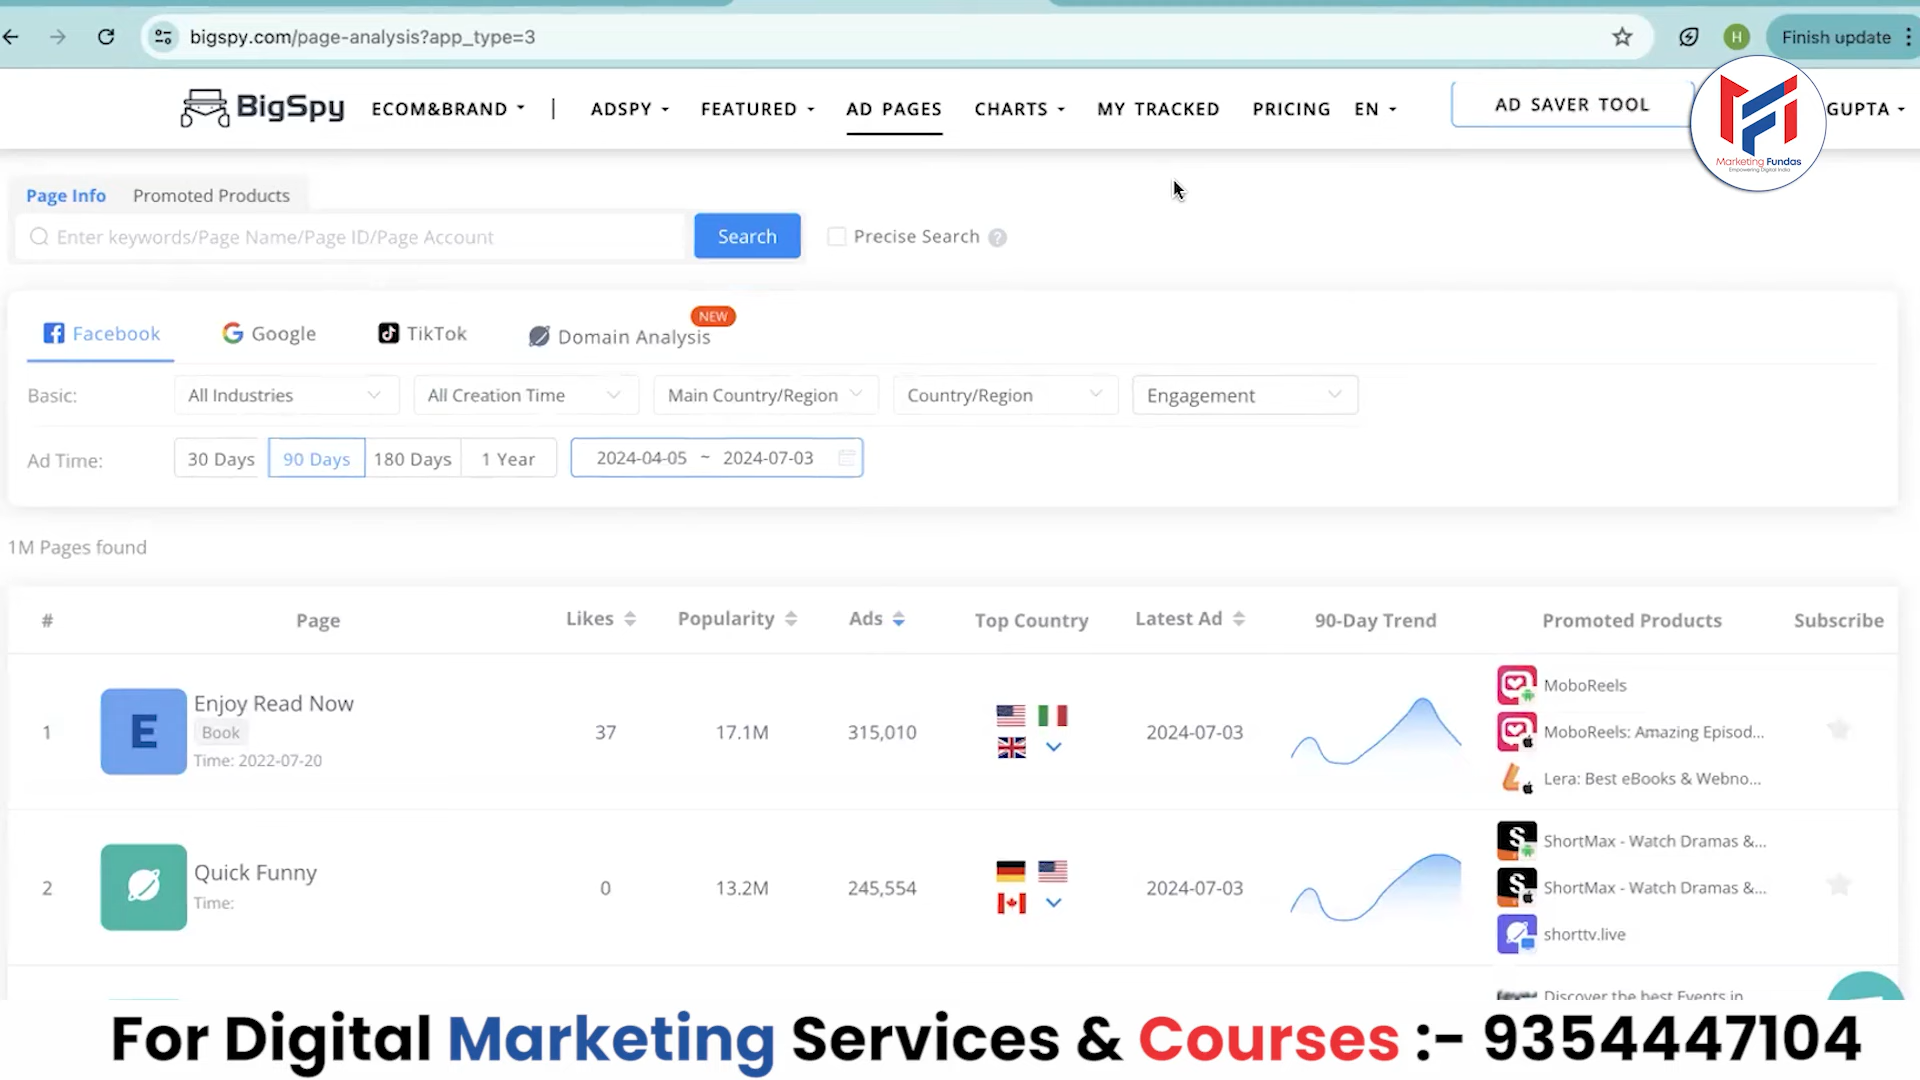 bigspy.com/page-analysis?app_type=3
H
Finish update
BigSpy
ECOM&BRAND
ADSPY
FEATURED
AD PAGES
CHARTS
MY TRACKED
PRICING
EN
AD SAVER TOOL
GUPTA
Marketing Fundas
Empowering Digital India
Page Info
Promoted Products
Enter keywords/Page Name/Page ID/Page Account
Search
Precise Search
?
Facebook
Google
TikTok
Domain Analysis
NEW
Basic:
All Industries
All Creation Time
Main Country/Region
Country/Region
Engagement
Ad Time:
30 Days
90 Days
180 Days
1 Year
2024-04-05 ~ 2024-07-03
1M Pages found
# Page Likes Popularity Ads Top Country Latest Ad 90-Day Trend Promoted Products Subscribe
1
E
Enjoy Read Now
Book
Time: 2022-07-20
37
17.1M
315,010
2024-07-03
MoboReels
MoboReels: Amazing Episod...
Lera: Best eBooks & Webno...
2
Quick Funny
Time:
0
13.2M
245,554
2024-07-03
ShortMax - Watch Dramas &...
ShortMax - Watch Dramas &...
shorttv.live
Discover the best Events in
For Digital Marketing Services & Courses :- 9354447104